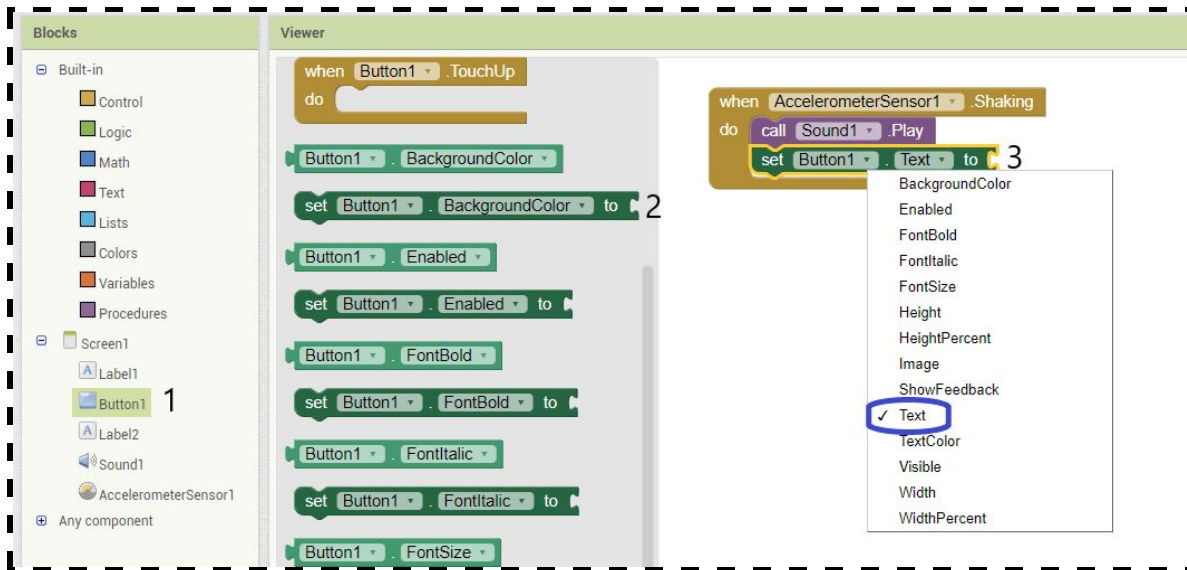 Blocks
Built-in
Control
Logic
Math
Text
Lists
Colors
Variables
Procedures
Screen1
Label1
Button1 1
Label2
Sound1
AccelerometerSensor1
Any component
Viewer
when Button1 .TouchUp
do
Button1 . BackgroundColor
set Button1 . BackgroundColor to 2
Button1 . Enabled
set Button1 . Enabled to
Button1 . FontBold
set Button1 . FontBold to
Button1 . FontItalic
set Button1 . FontItalic to
Button1 . FontSize
when AccelerometerSensor1 .Shaking
do call Sound1 .Play
set Button1 . Text to 3
BackgroundColor
Enabled
FontBold
FontItalic
FontSize
Height
HeightPercent
Image
ShowFeedback
✓ Text
TextColor
Visible
Width
WidthPercent